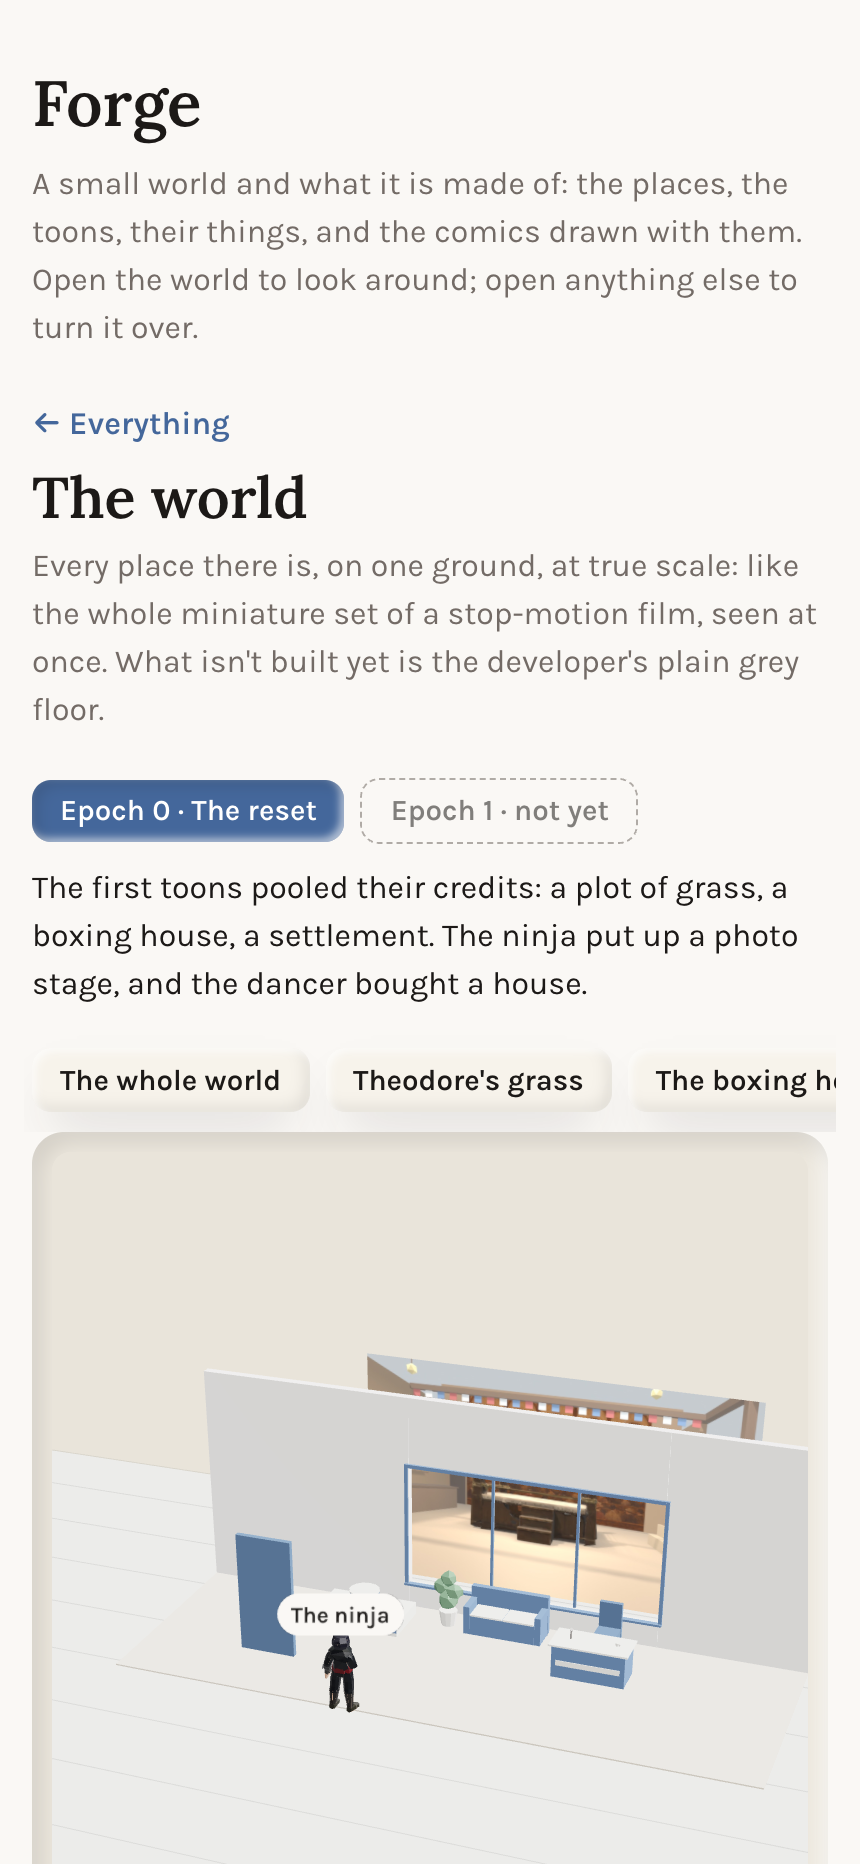 Forge
A small world and what it is made of: the places, the
toons, their things, and the comics drawn with them.
Open the world to look around; open anything else to
turn it over.
← Everything
The world
Every place there is, on one ground, at true scale: like
the whole miniature set of a stop-motion film, seen at
once. What isn't built yet is the developer's plain grey
floor.
Epoch 0 · The reset
Epoch 1 · not yet
The first toons pooled their credits: a plot of grass, a
boxing house, a settlement. The ninja put up a photo
stage, and the dancer bought a house.
The whole world
Theodore's grass
The boxing
The ninja